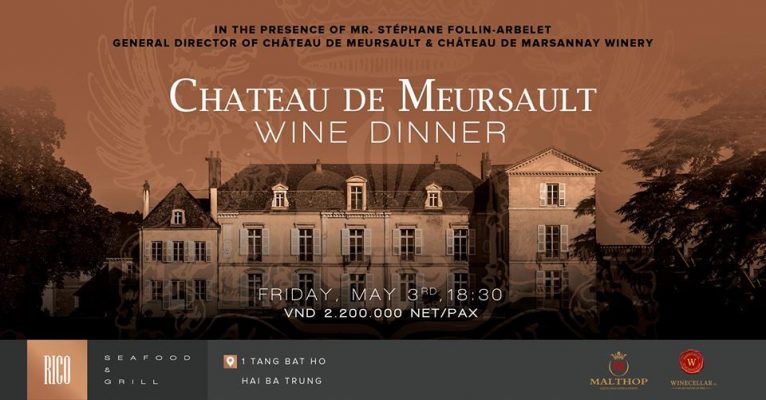 IN THE PRESENCE OF MR. STÉPHANE FOLLIN-ARBELET
GENERAL DIRECTOR OF CHÂTEAU DE MEURSAULT & CHÂTEAU DE MARSANNAY WINERY
CHATEAU DE MEURSAULT
WINE DINNER
FRIDAY, MAY 3RD, 18:30
VND 2.200.000 NET/PAX
RICO
SEAFOOD
&
GRILL
1 TANG BAT HO
HAI BA TRUNG
MALTHOP
WINECELLAR